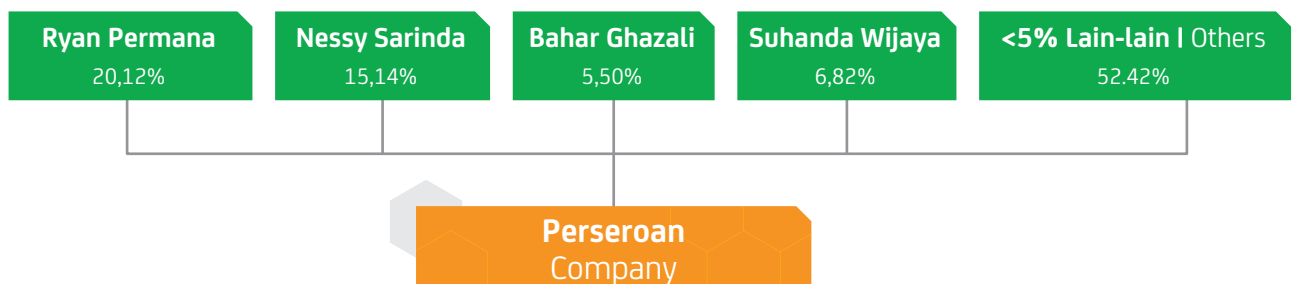 Ryan Permana
20,12%
Nessy Sarinda
15,14%
Bahar Ghazali
5,50%
Suhanda Wijaya
6,82%
<5% Lain-lain | Others
52.42%
Perseroan
Company